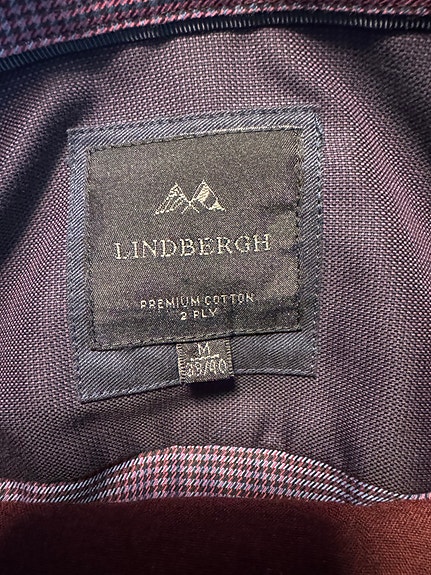 LINDBERGH
PREMIUM COTTON
2 PLY
M
39/40